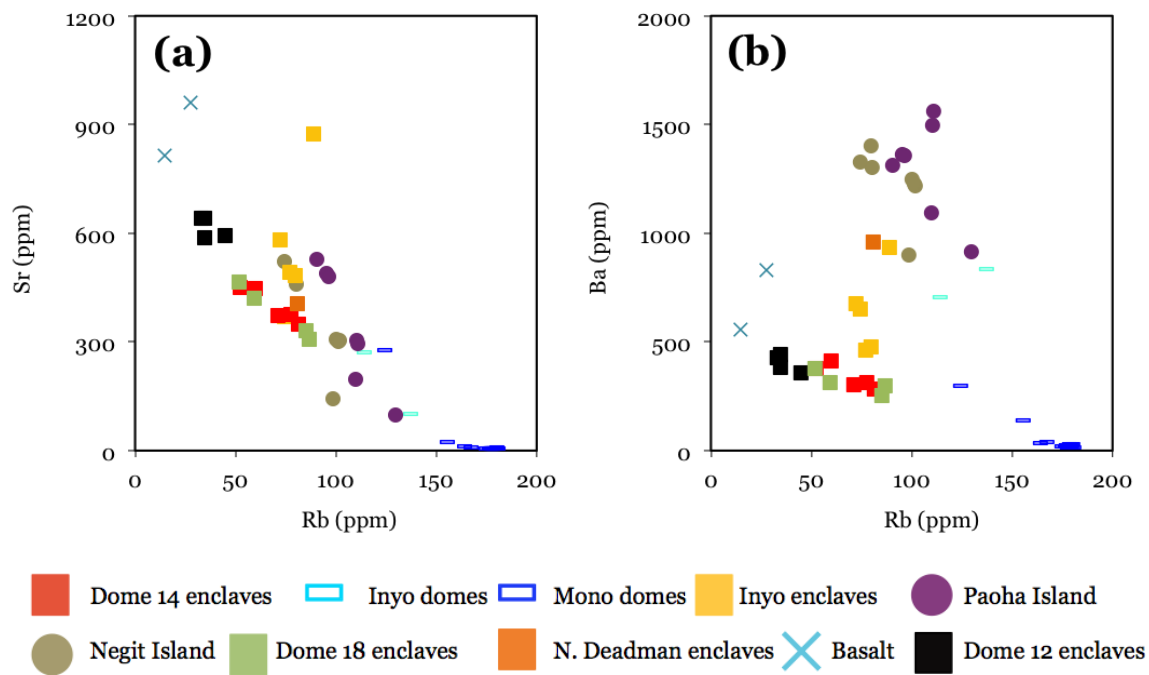 (a)
1200
900
600
300
0
Sr (ppm)
0 50 100 150 200
Rb (ppm)
(b)
2000
1500
1000
500
0
Ba (ppm)
0 50 100 150 200
Rb (ppm)
Dome 14 enclaves Inyo domes Mono domes Inyo enclaves Paoha Island
Negit Island Dome 18 enclaves N. Deadman enclaves Basalt Dome 12 enclaves